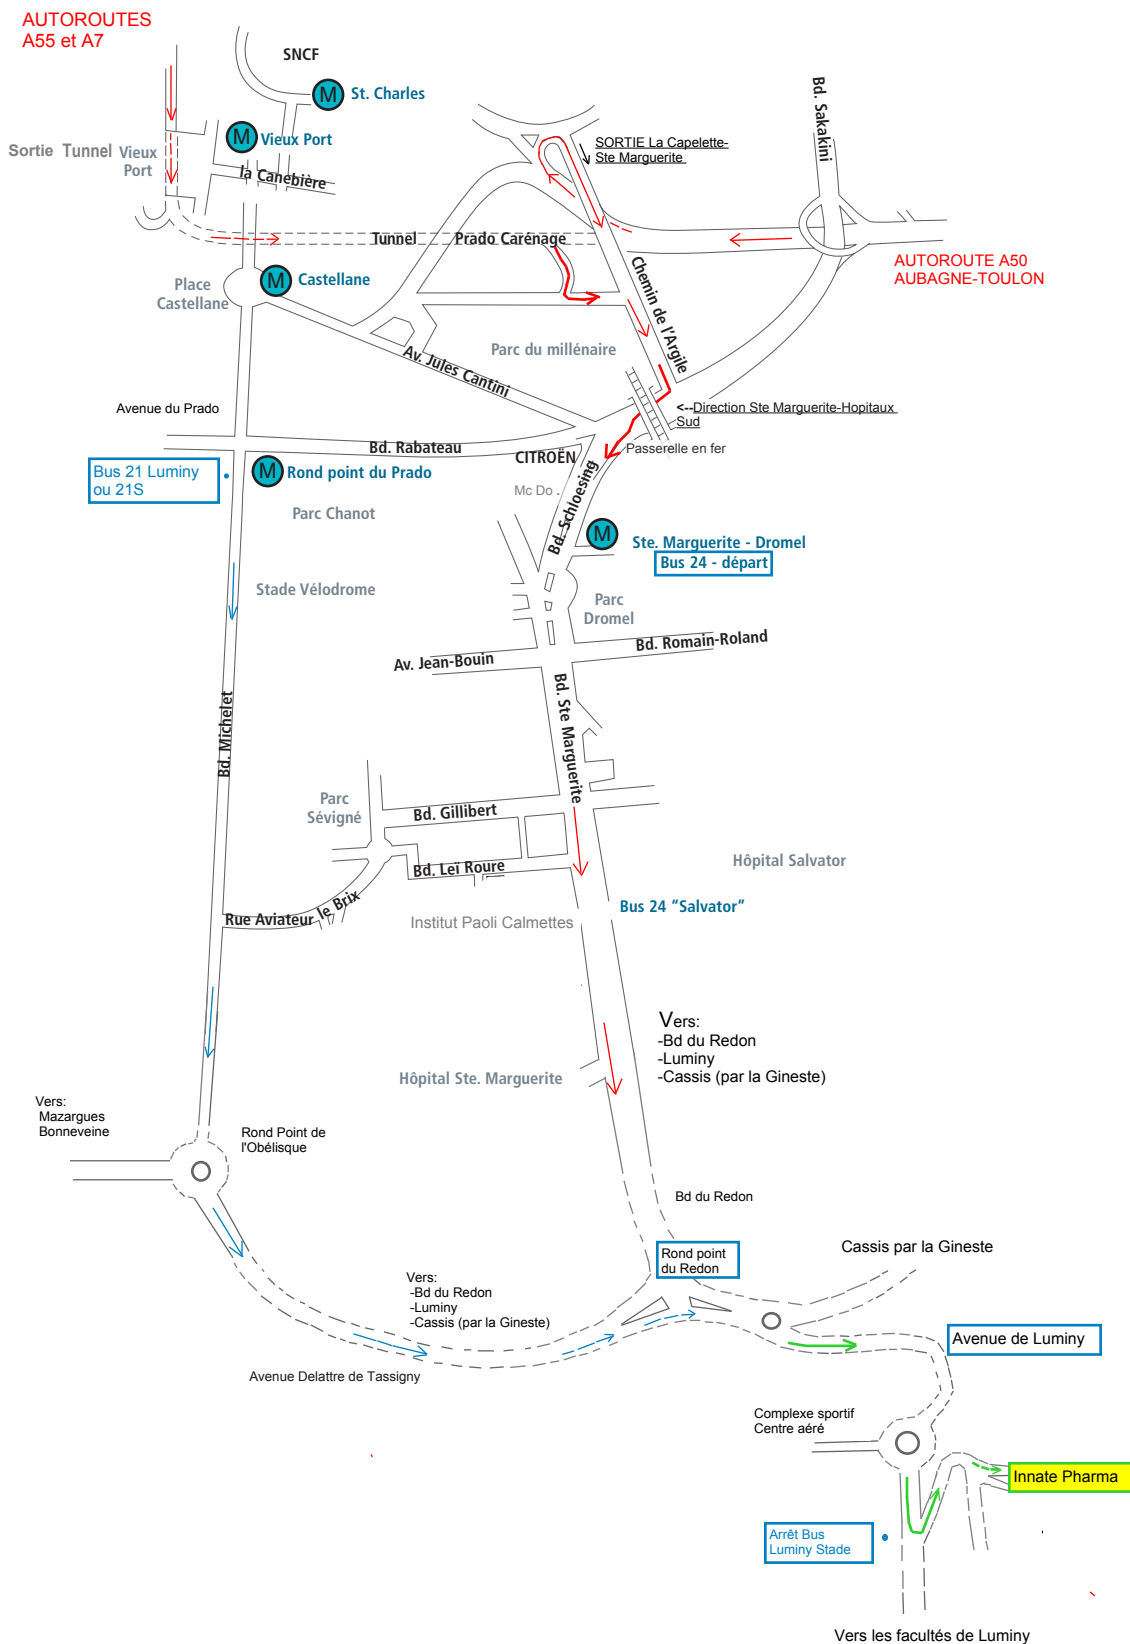 AUTOROUTES
A55 et A7
SNCF
M
St. Charles
M
Vieux Port
Sortie Tunnel
Vieux
Port
la Canebière
SORTIE La Capelette-
Ste Marguerite
Bd. Sakakini
Tunnel Prado Carénage
AUTOROUTE A50
AUBAGNE-TOULON
Place
Castellane
M
Castellane
Chemin de l'Argile
Parc du millénaire
Av. Jules Cantini
Avenue du Prado
<--Direction Ste Marguerite-Hopitaux
Sud
Passerelle en fer
Bd. Rabateau
CITROËN
Bus 21 Luminy
ou 21S
M
Rond point du Prado
Mc Do .
Parc Chanot
Bd. Schloesing
M
Ste. Marguerite - Dromel
Bus 24 - départ
Stade Vélodrome
Parc
Dromel
Bd. Romain-Roland
Av. Jean-Bouin
Bd. Michelet
Bd. Ste Marguerite
Parc
Sévigné
Bd. Gillibert
Bd. Leï Roure
Hôpital Salvator
Rue Aviateur le Brix
Institut Paoli Calmettes
Bus 24 “Salvator”
Vers:
-Bd du Redon
-Luminy
-Cassis (par la Gineste)
Hôpital Ste. Marguerite
Vers:
Mazargues
Bonneveine
Rond Point de
l'Obélisque
Bd du Redon
Rond point
du Redon
Cassis par la Gineste
Vers:
-Bd du Redon
-Luminy
-Cassis (par la Gineste)
Avenue de Luminy
Avenue Delattre de Tassigny
Complexe sportif
Centre aéré
Innate Pharma
Arrêt Bus
Luminy Stade
Vers les facultés de Luminy